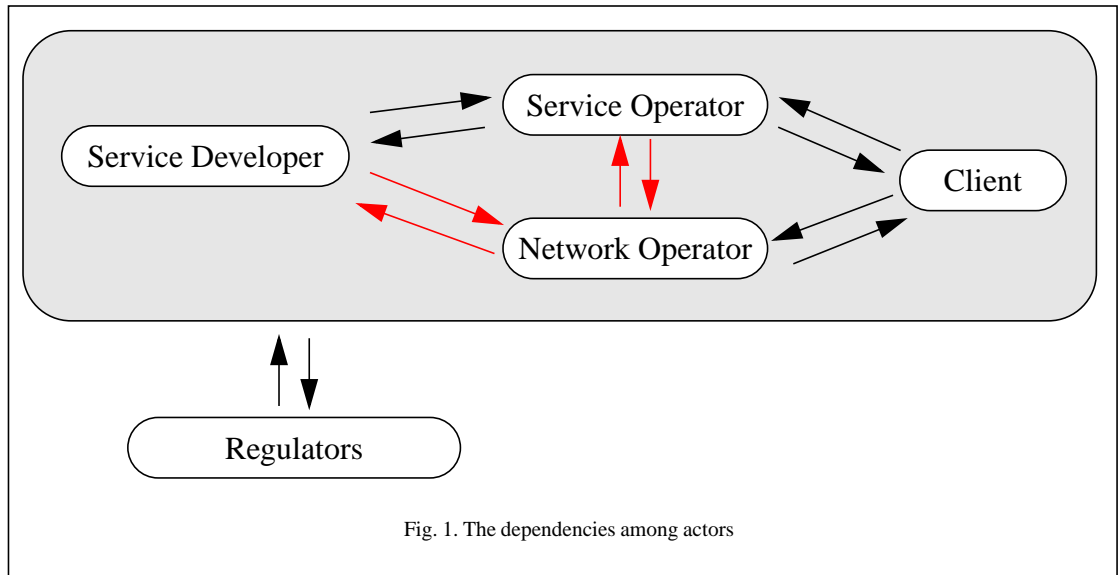 Service Operator
Service Developer
Client
Network Operator
Regulators
Fig. 1. The dependencies among actors